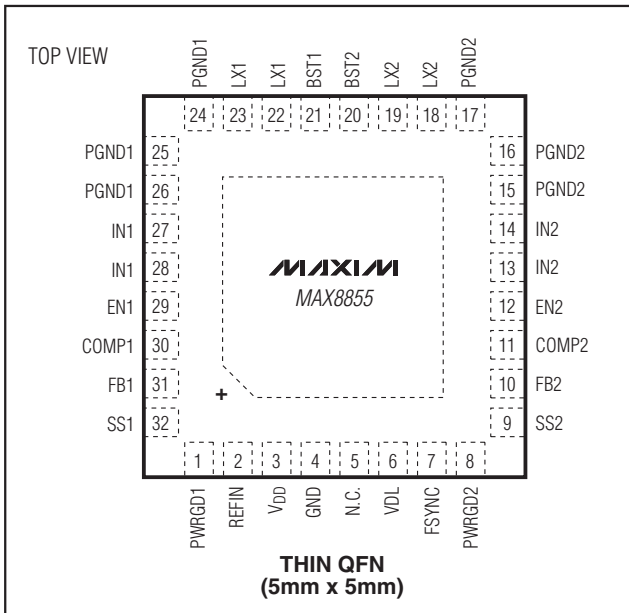 TOP VIEW
PGND1 LX1 LX1 BST1 BST2 LX2 LX2 PGND2
24 23 22 21 20 19 18 17
PGND1 25 16 PGND2
PGND1 26 15 PGND2
IN1 27 14 IN2
IN1 28 13 IN2
MAXIM
MAX8855
EN1 29 12 EN2
COMP1 30 11 COMP2
FB1 31 10 FB2
+
SS1 32 9 SS2
1 2 3 4 5 6 7 8
PWRGD1 REFIN VDD GND N.C. VDL FSYNC PWRGD2
THIN QFN
(5mm x 5mm)